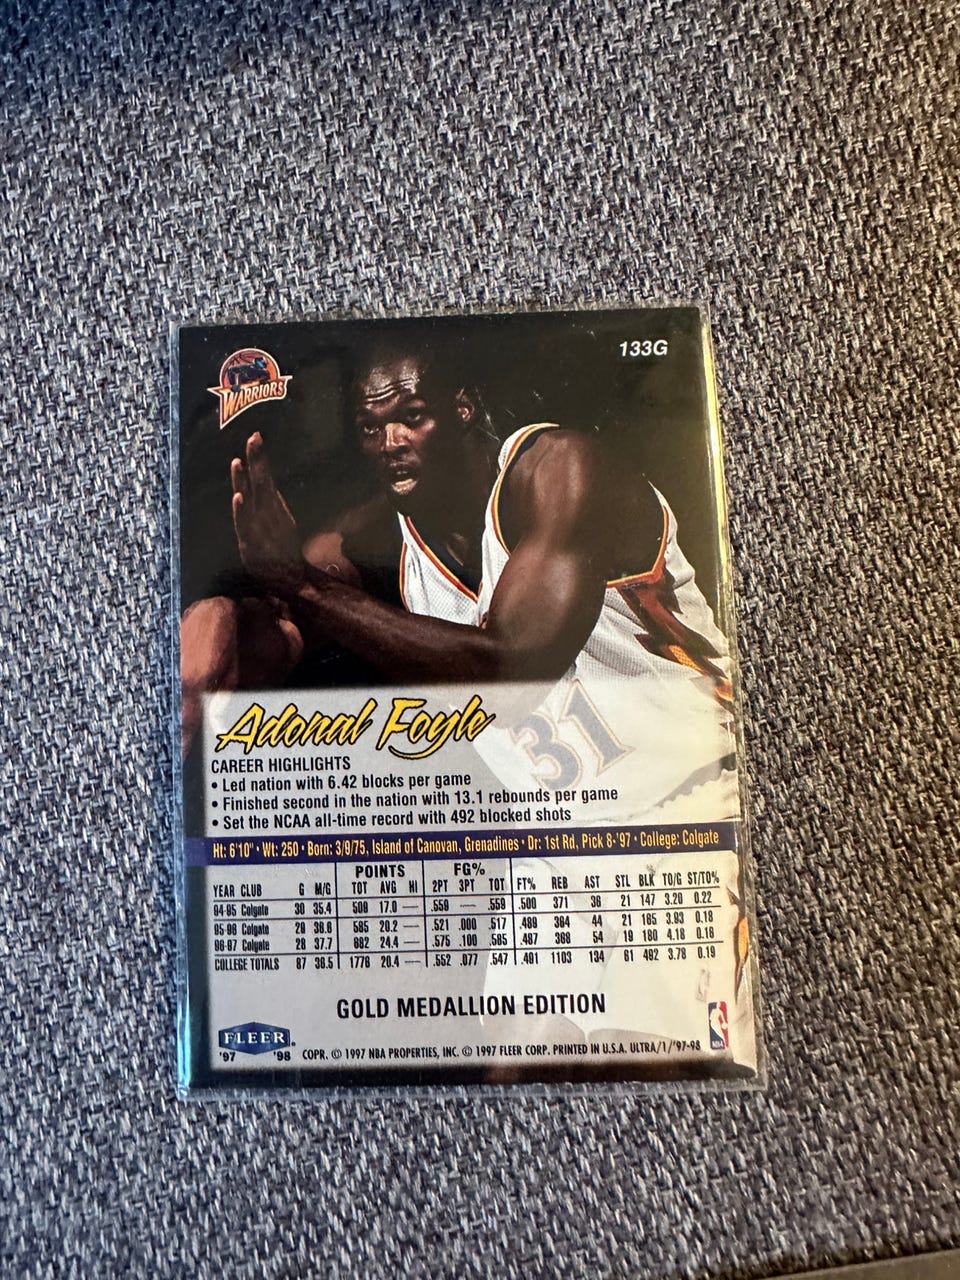 133G
WARRIORS
31
Adonal Foyle
CAREER HIGHLIGHTS
• Led nation with 6.42 blocks per game
• Finished second in the nation with 13.1 rebounds per game
• Set the NCAA all-time record with 492 blocked shots
Ht: 6'10" • Wt: 250 • Born: 3/9/75, Island of Canovan, Grenadines • Dr: 1st Rd, Pick 8-'97 • College: Colgate
POINTS FG%
YEAR CLUB G M/G TOT AVG HI 2PT 3PT TOT FT% REB AST STL BLK TO/G ST/TO%
94-95 Colgate 30 35.4 509 17.0 — .559 — .559 .500 371 36 21 147 3.20 0.22
95-96 Colgate 29 38.6 585 20.2 — .521 .000 .517 .489 364 44 21 165 3.93 0.18
96-97 Colgate 28 37.7 682 24.4 — .575 .100 .565 .487 368 54 19 180 4.18 0.16
COLLEGE TOTALS 87 1776 20.4 — .552 .077 .547 .491 1103 134 61 492 3.78 0.19
GOLD MEDALLION EDITION
FLEER
'97 '98 COPR. © 1997 NBA PROPERTIES, INC. © 1997 FLEER CORP. PRINTED IN U.S.A. ULTRA/1/'97-98
NBA